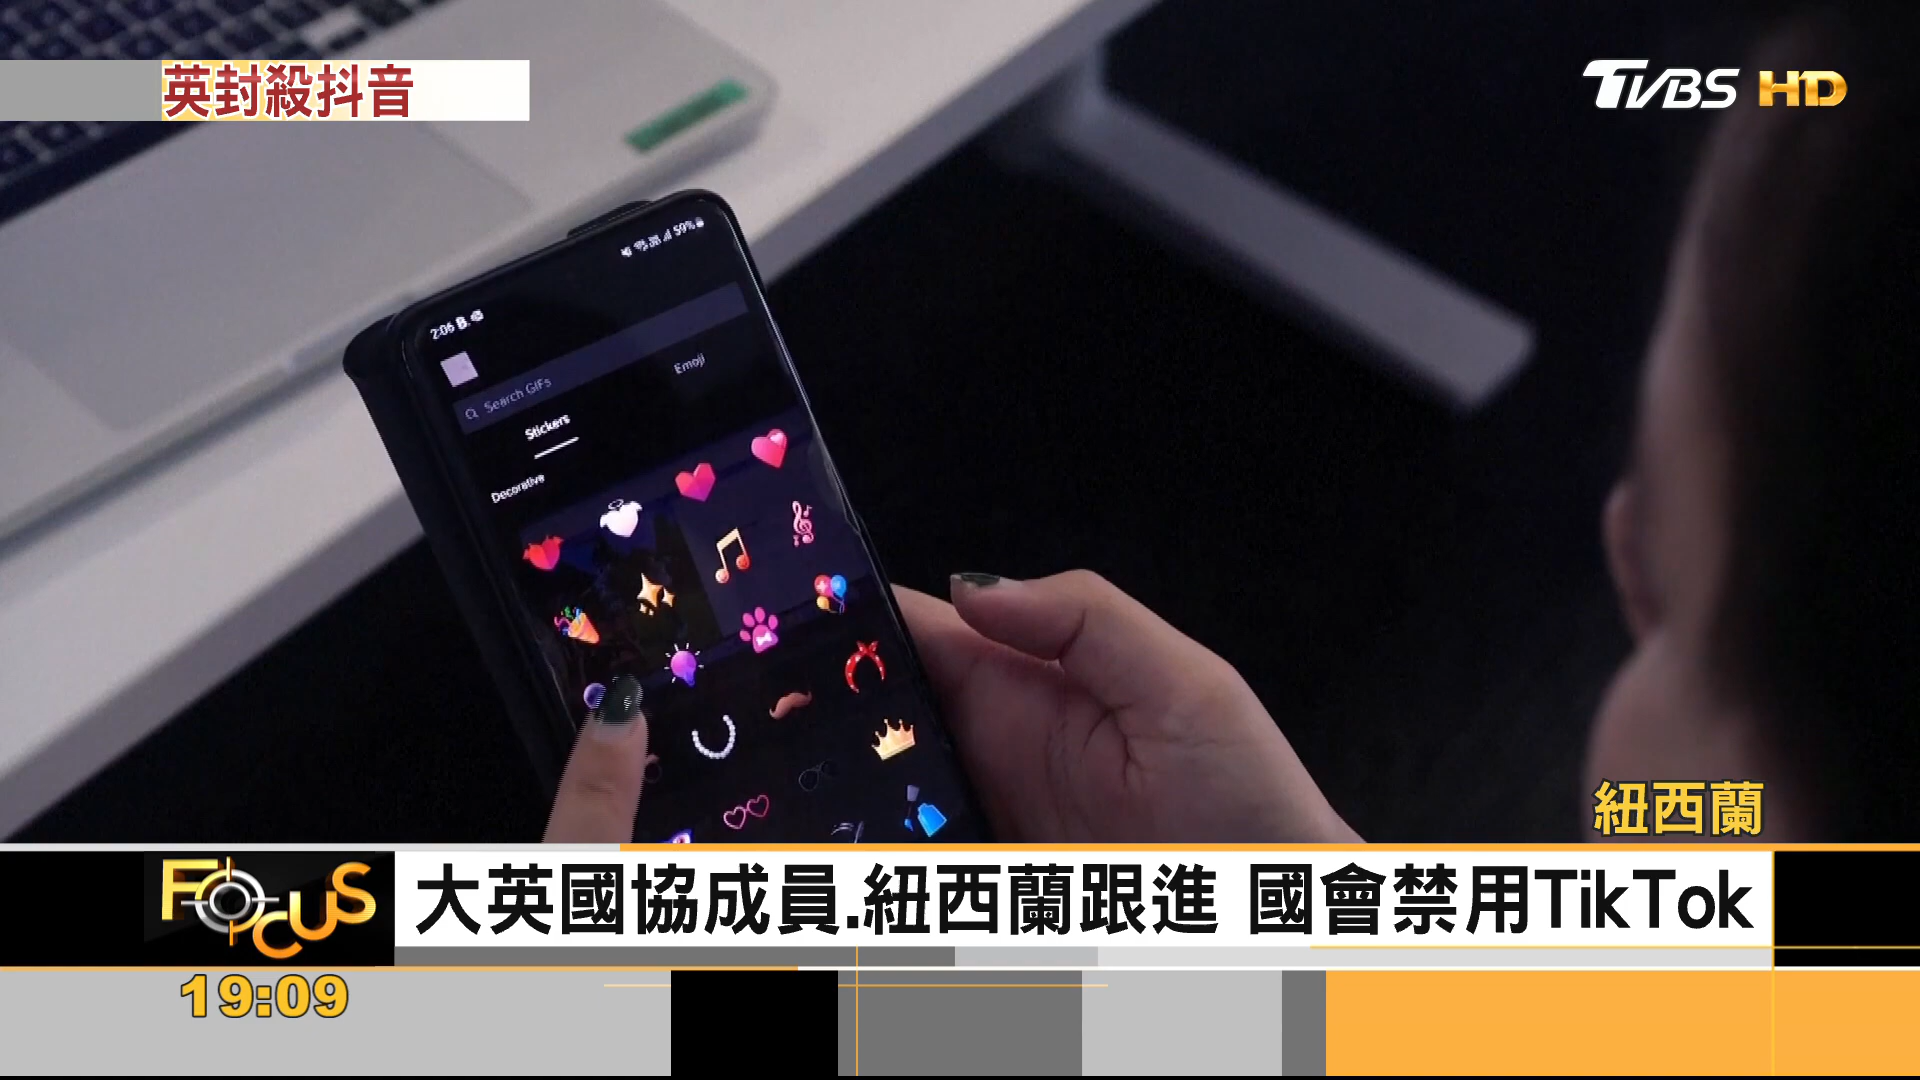 英封殺抖音
TVBS HD
59%
2:06
Search GIFs
Stickers
Emoji
Decorative
紐西蘭
FOCUS
大英國協成員.紐西蘭跟進 國會禁用TikTok
19:09